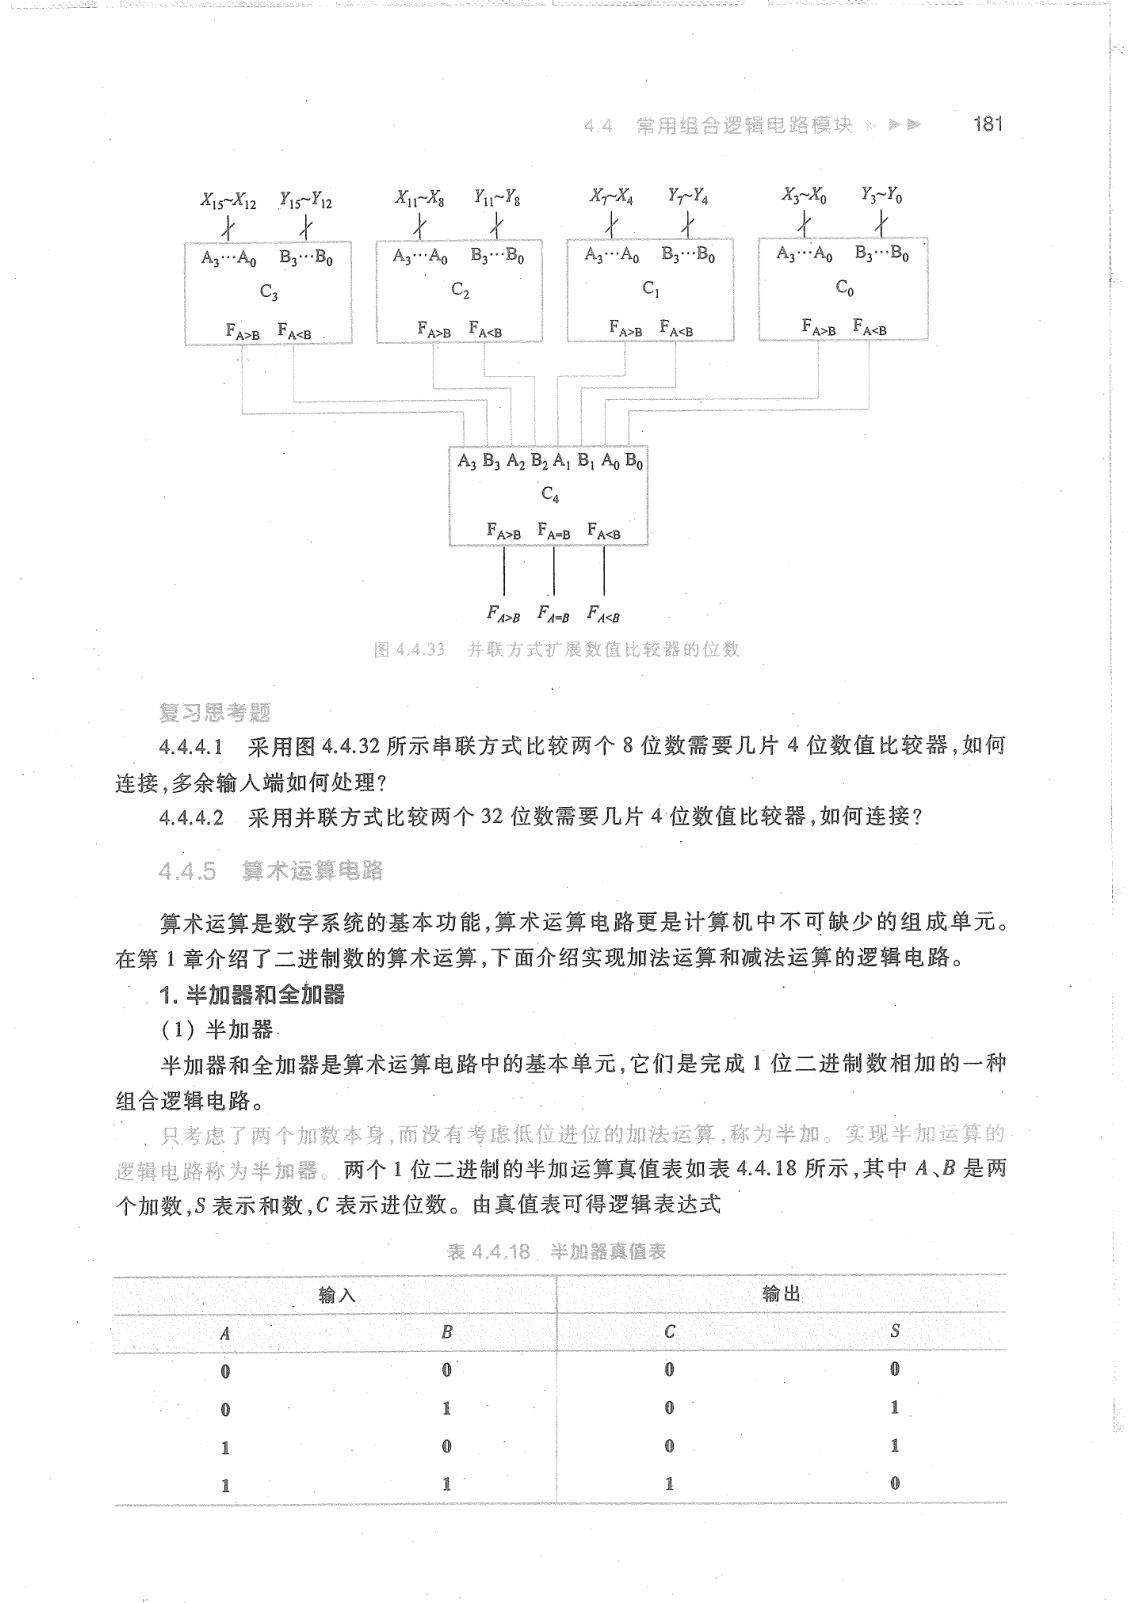 4.4 常用组合逻辑电路模块 181
X15~X12 Y15~Y12 X11~X8 Y11~Y8 X7~X4 Y7~Y4 X3~X0 Y3~Y0
A3…A0 B3…B0 A3…A0 B3…B0 A3…A0 B3…B0 A3…A0 B3…B0
C3 C2 C1 C0
FA>B FA<B FA>B FA<B FA>B FA<B FA>B FA<B
A3 B3 A2 B2 A1 B1 A0 B0
C4
FA>B FA=B FA<B
FA>B FA=B FA<B
图 4.4.33 并联方式扩展数值比较器的位数
复习思考题
4.4.4.1 采用图 4.4.32 所示串联方式比较两个 8 位数需要几片 4 位数值比较器,如何
连接,多余输入端如何处理?
4.4.4.2 采用并联方式比较两个 32 位数需要几片 4 位数值比较器,如何连接?
4.4.5 算术运算电路
算术运算是数字系统的基本功能,算术运算电路更是计算机中不可缺少的组成单元。
在第 1 章介绍了二进制数的算术运算,下面介绍实现加法运算和减法运算的逻辑电路。
1. 半加器和全加器
(1) 半加器
半加器和全加器是算术运算电路中的基本单元,它们是完成 1 位二进制数相加的一种
组合逻辑电路。
只考虑了两个加数本身,而没有考虑低位进位的加法运算,称为半加。实现半加运算的
逻辑电路称为半加器。两个 1 位二进制的半加运算真值表如表 4.4.18 所示,其中 A、B 是两
个加数,S 表示和数,C 表示进位数。由真值表可得逻辑表达式
表 4.4.18 半加器真值表
输入 输出
A B C S
0 0 0 0
0 1 0 1
1 0 0 1
1 1 1 0